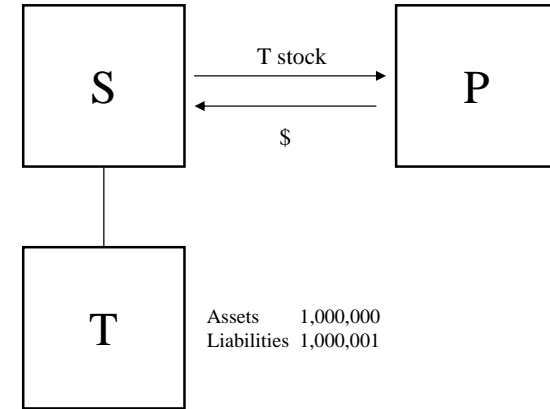 S
T stock
P
$
T
Assets 1,000,000
Liabilities 1,000,001